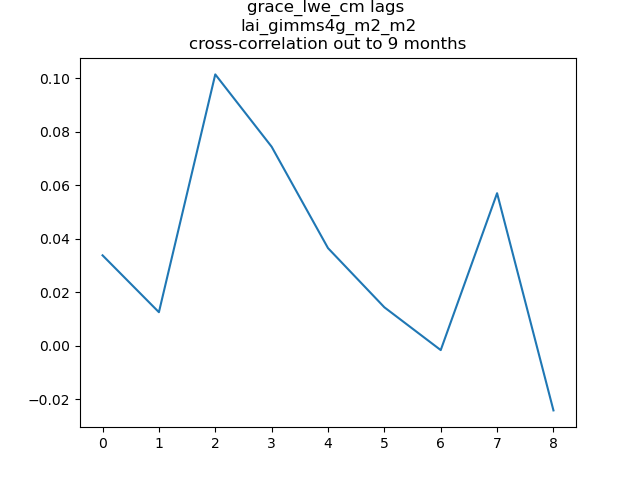 grace_lwe_cm lags
lai_gimms4g_m2_m2
cross-correlation out to 9 months
0.10
0.08
0.06
0.04
0.02
0.00
−0.02
0 1 2 3 4 5 6 7 8